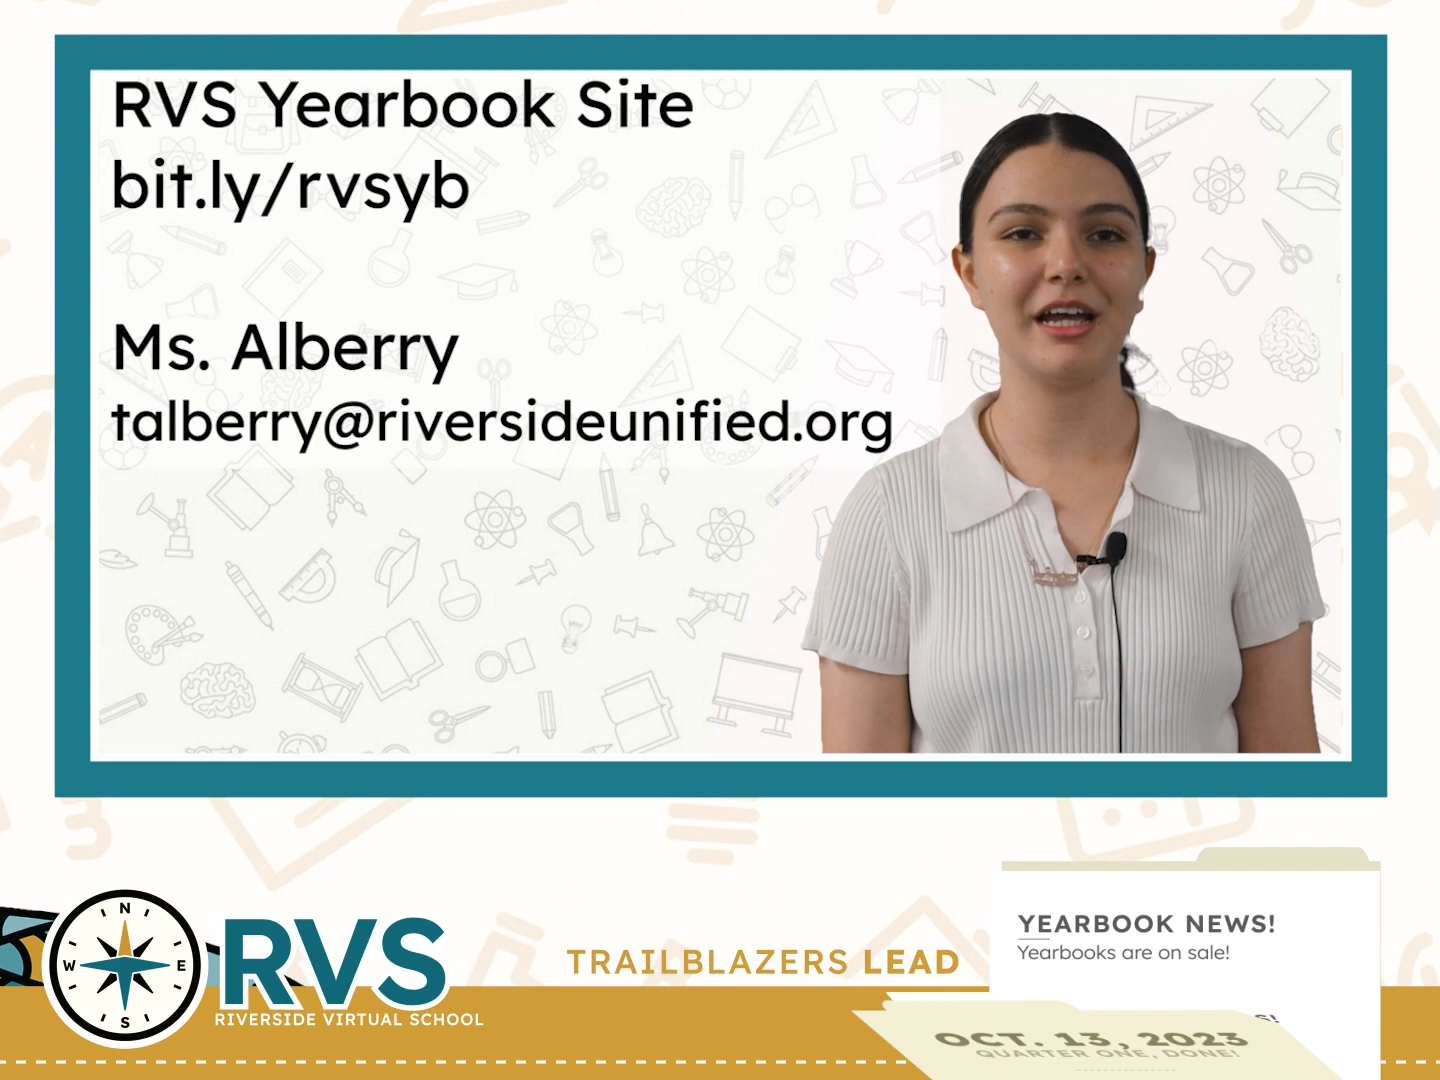 RVS Yearbook Site
bit.ly/rvsyb
Ms. Alberry
talberry@riversideunified.org
N
W
E
S
RVS
RIVERSIDE VIRTUAL SCHOOL
TRAILBLAZERS LEAD
YEARBOOK NEWS!
Yearbooks are on sale!
OCT. 13, 2023
QUARTER ONE, DONE!